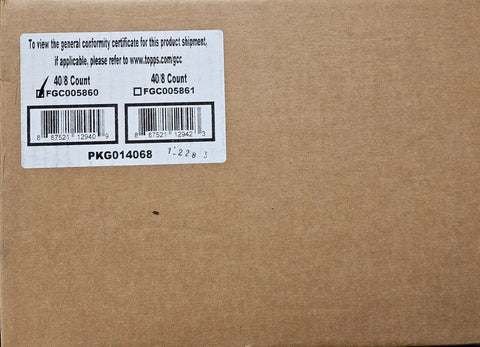 To view the general conformity certificate for this product shipment,
if applicable, please refer to www.topps.com/gcc
40/8 Count 40/8 Count
FGC005860 FGC005861
8 87521 12940 9 8 87521 12942 3
PKG014068